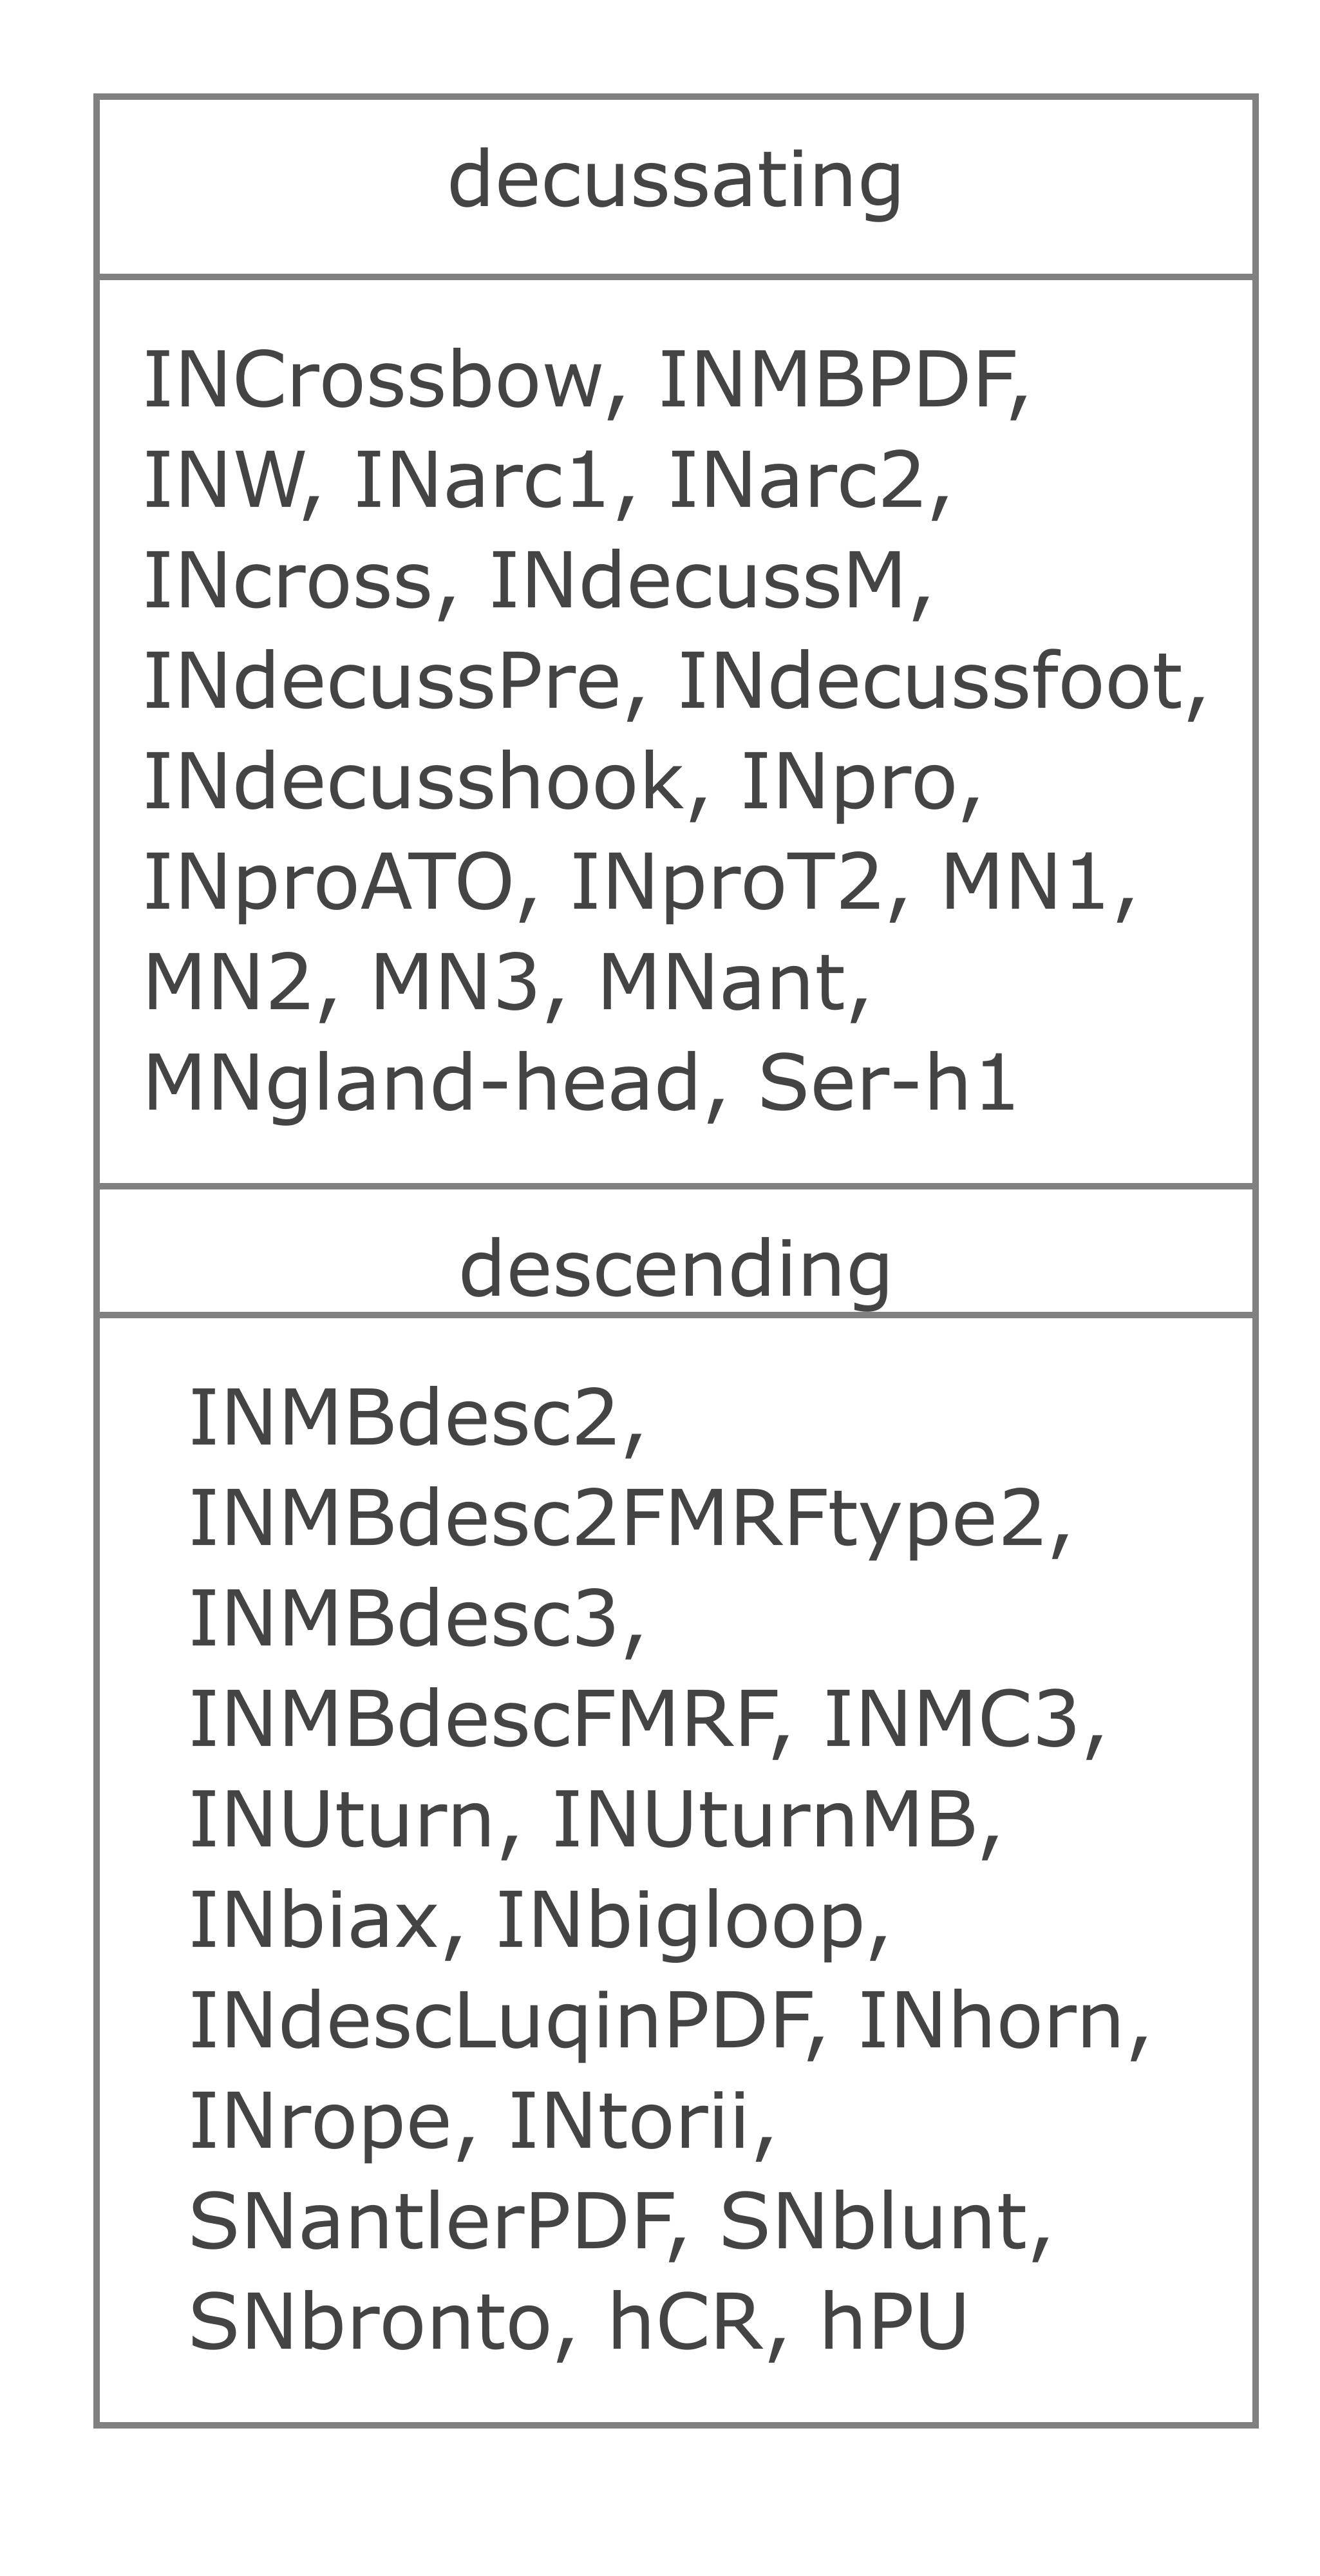 decussating
INCrossbow, INMBPDF,
INW, INarc1, INarc2,
INcross, INdecussM,
INdecussPre, INdecussfoot,
INdecusshook, INpro,
INproATO, INproT2, MN1,
MN2, MN3, MNant,
MNgland-head, Ser-h1
descending
INMBdesc2,
INMBdesc2FMRFtype2,
INMBdesc3,
INMBdescFMRF, INMC3,
INUturn, INUturnMB,
INbiax, INbigloop,
INdescLuqinPDF, INhorn,
INrope, INtorii,
SNantlerPDF, SNblunt,
SNbronto, hCR, hPU